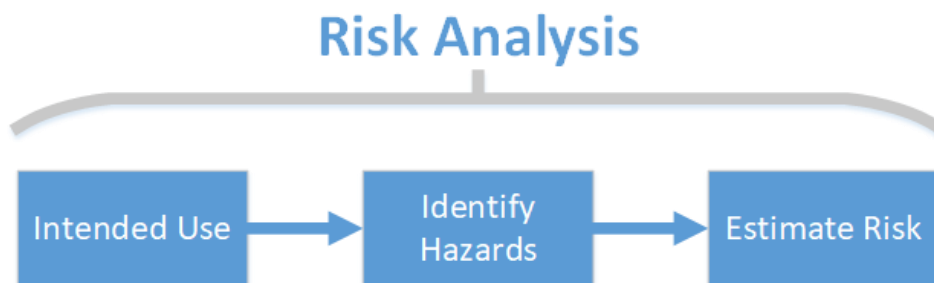 Risk Analysis
Intended Use
Identify
Hazards
Estimate Risk